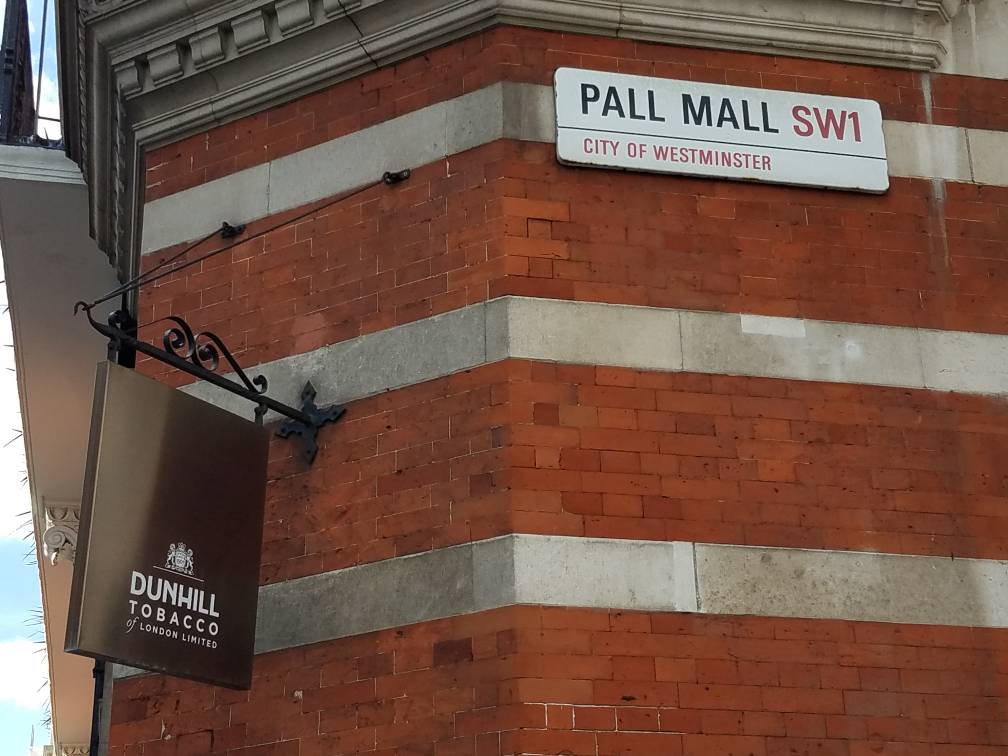 PALL MALL SW1
CITY OF WESTMINSTER
DUNHILL
TOBACCO
of LONDON LIMITED